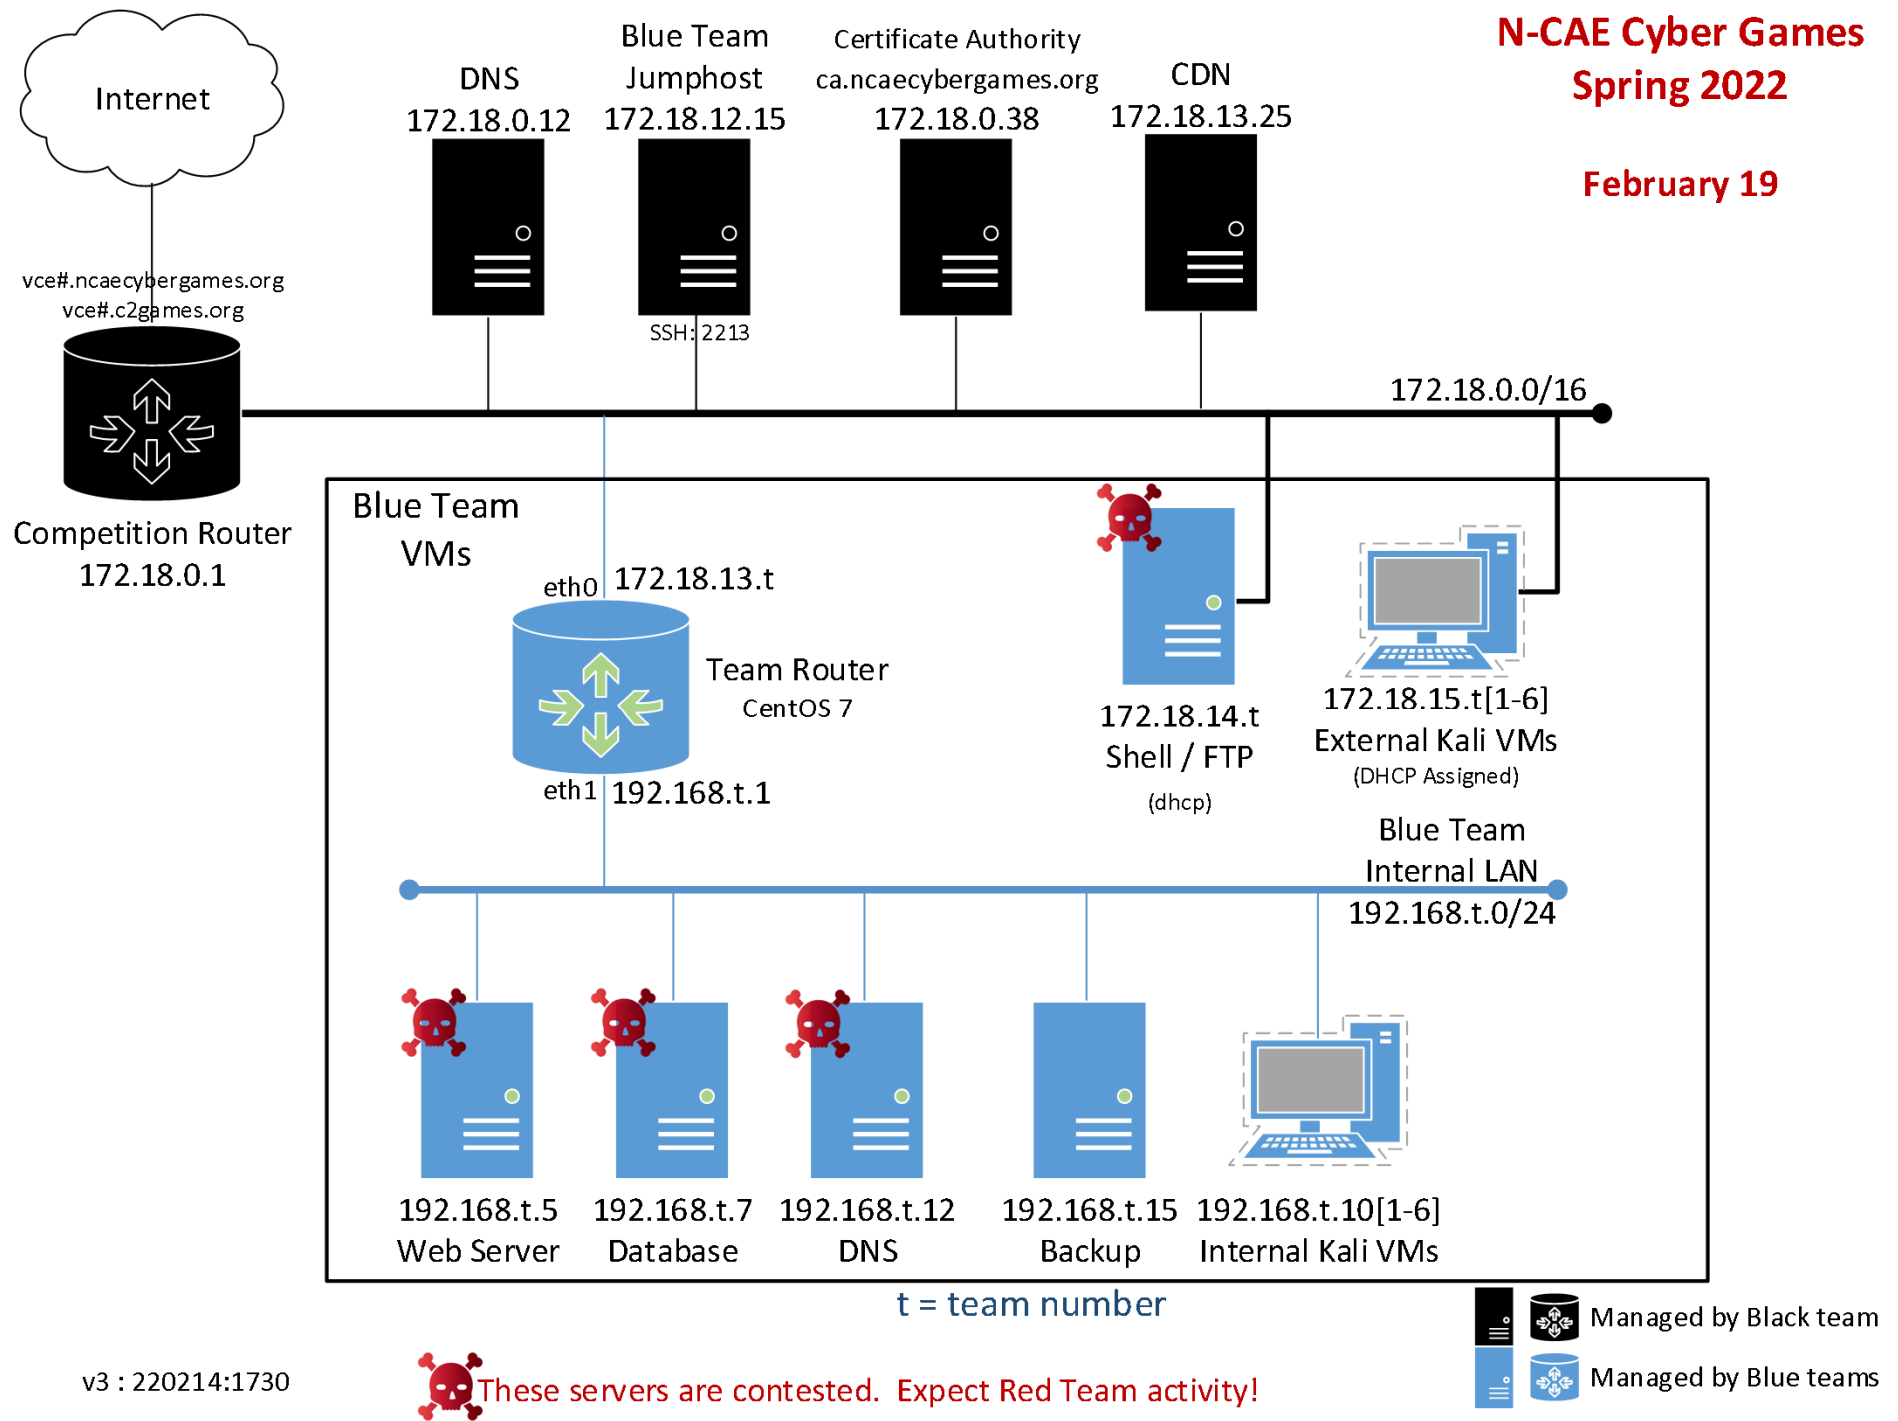 N-CAE Cyber Games
Spring 2022
February 19
Internet
DNS
172.18.0.12
Blue Team
Jumphost
172.18.12.15
SSH: 2213
Certificate Authority
ca.ncaecybergames.org
172.18.0.38
CDN
172.18.13.25
vce#.ncaecybergames.org
vce#.c2games.org
Competition Router
172.18.0.1
172.18.0.0/16
Blue Team
VMs
eth0
172.18.13.t
Team Router
CentOS 7
eth1
192.168.t.1
172.18.14.t
Shell / FTP
(dhcp)
172.18.15.t[1-6]
External Kali VMs
(DHCP Assigned)
Blue Team
Internal LAN
192.168.t.0/24
192.168.t.5
Web Server
192.168.t.7
Database
192.168.t.12
DNS
192.168.t.15
Backup
192.168.t.10[1-6]
Internal Kali VMs
t = team number
Managed by Black team
Managed by Blue teams
v3 : 220214:1730
These servers are contested.  Expect Red Team activity!